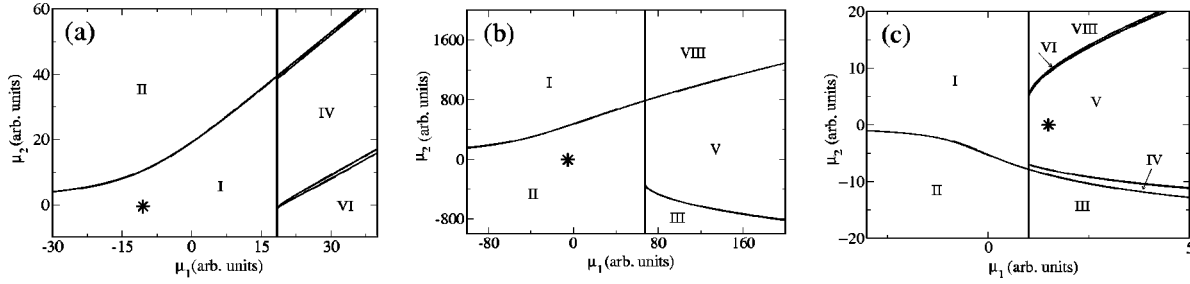 (a)
60
40
20
0
μ2 (arb. units)
II
IV
I
VI
-30
-15
0
15
30
μ1 (arb. units)
(b)
1600
800
0
-800
μ2 (arb. units)
I
VIII
V
II
III
-80
0
80
160
μ1 (arb. units)
(c)
20
10
0
−10
−20
μ2 (arb. units)
VIII
VI
I
V
IV
II
III
0
5
μ1 (arb. units)